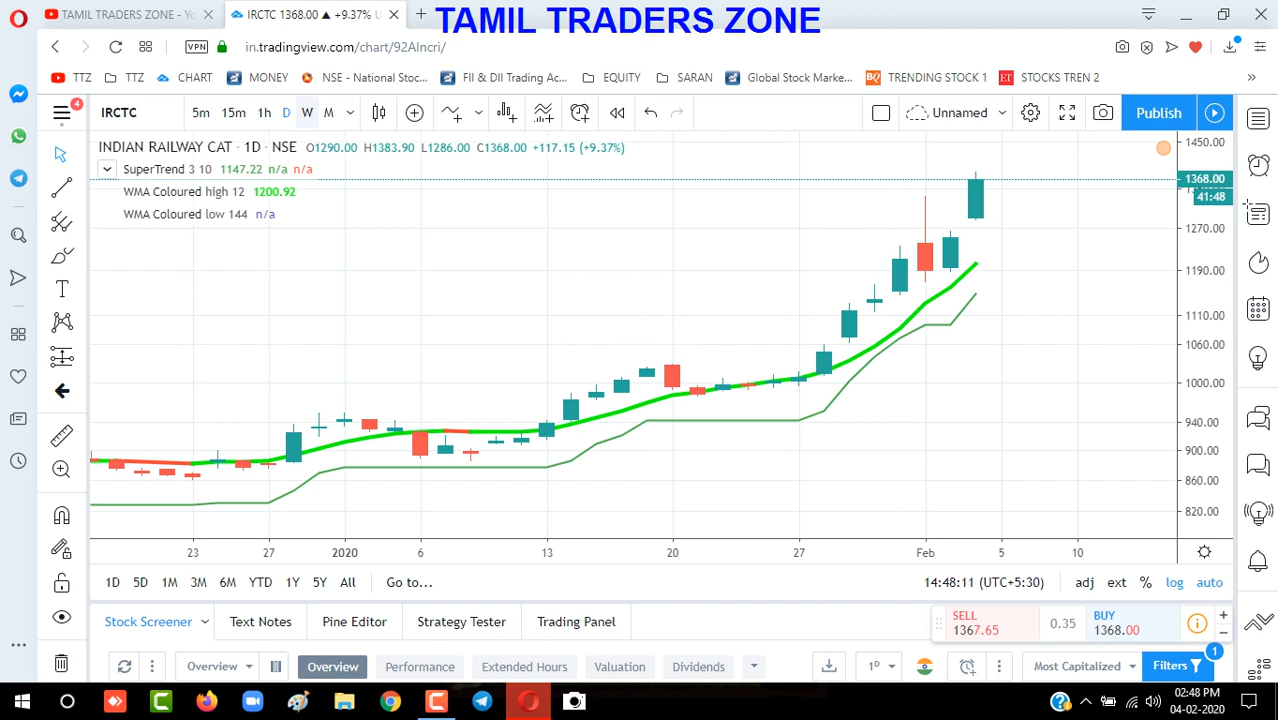 TAMIL TRADERS ZONE - Yo
IRCTC 1368.00 ▲ +9.37% U
TAMIL TRADERS ZONE
VPN
in.tradingview.com/chart/92AIncri/
TTZ
TTZ
CHART
MONEY
NSE - National Stoc...
FII & DII Trading Ac...
EQUITY
SARAN
Global Stock Marke...
BQ TRENDING STOCK 1
ET STOCKS TREN 2
4
IRCTC
5m 15m 1h D W M
Unnamed
Publish
INDIAN RAILWAY CAT · 1D · NSE O1290.00 H1383.90 L1286.00 C1368.00 +117.15 (+9.37%)
SuperTrend 3 10 1147.22 n/a n/a
WMA Coloured high 12 1200.92
WMA Coloured low 144 n/a
1450.00
1368.00
41:48
1270.00
1190.00
1110.00
1060.00
1000.00
940.00
900.00
860.00
820.00
23 27 2020 6 13 20 27 Feb 5 10
1D 5D 1M 3M 6M YTD 1Y 5Y All Go to...
14:48:11 (UTC+5:30) adj ext % log auto
Stock Screener Text Notes Pine Editor Strategy Tester Trading Panel
SELL
1367.65
0.35
BUY
1368.00
Overview Overview Performance Extended Hours Valuation Dividends
1D
Most Capitalized
Filters
1
02:48 PM
04-02-2020